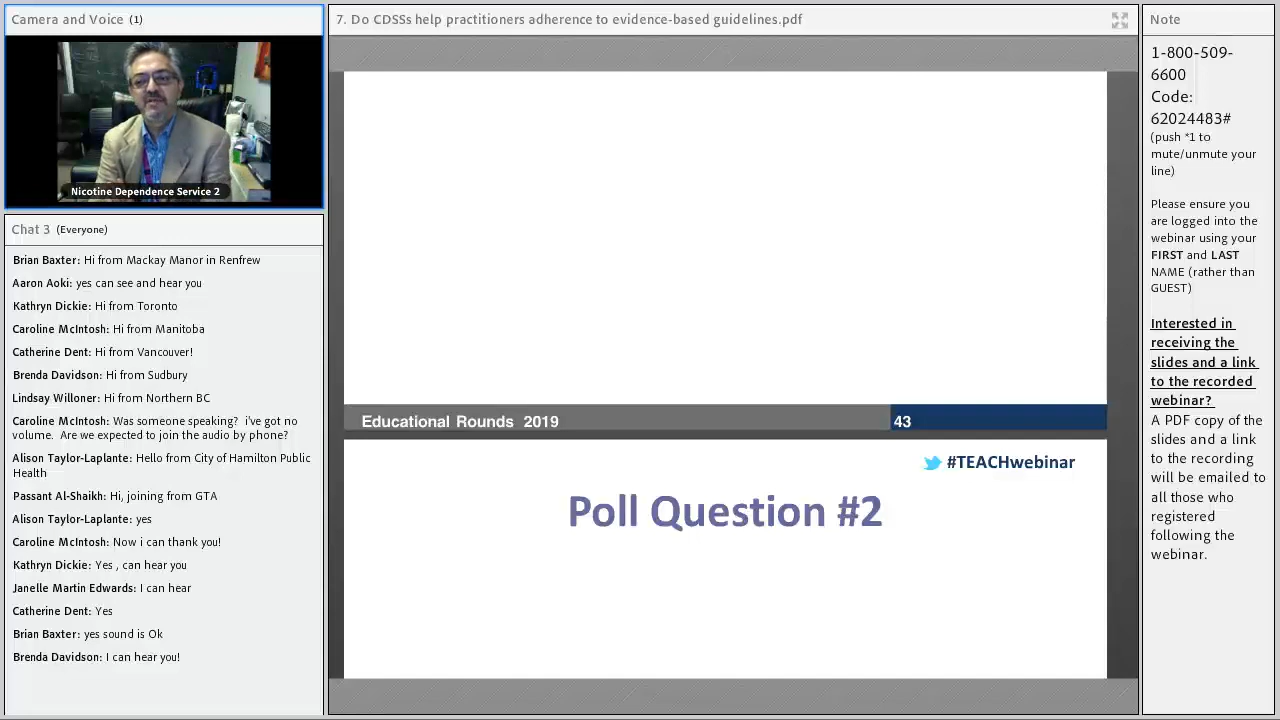 Camera and Voice (1)
Nicotine Dependence Service 2
Chat 3 (Everyone)
Brian Baxter: Hi from Mackay Manor in Renfrew
Aaron Aoki: yes can see and hear you
Kathryn Dickie: Hi from Toronto
Caroline McIntosh: Hi from Manitoba
Catherine Dent: Hi from Vancouver!
Brenda Davidson: Hi from Sudbury
Lindsay Willoner: Hi from Northern BC
Caroline McIntosh: Was someone speaking? i've got no
volume. Are we expected to join the audio by phone?
Alison Taylor-Laplante: Hello from City of Hamilton Public
Health
Passant Al-Shaikh: Hi, joining from GTA
Alison Taylor-Laplante: yes
Caroline McIntosh: Now i can thank you!
Kathryn Dickie: Yes , can hear you
Janelle Martin Edwards: I can hear
Catherine Dent: Yes
Brian Baxter: yes sound is Ok
Brenda Davidson: I can hear you!
7. Do CDSSs help practitioners adherence to evidence-based guidelines.pdf
Educational Rounds 2019
43
#TEACHwebinar
Poll Question #2
Note
1-800-509-
6600
Code:
62024483#
(push *1 to
mute/unmute your
line)
Please ensure you
are logged into the
webinar using your
FIRST and LAST
NAME (rather than
GUEST)
Interested in
receiving the
slides and a link
to the recorded
webinar?
A PDF copy of the
slides and a link
to the recording
will be emailed to
all those who
registered
following the
webinar.